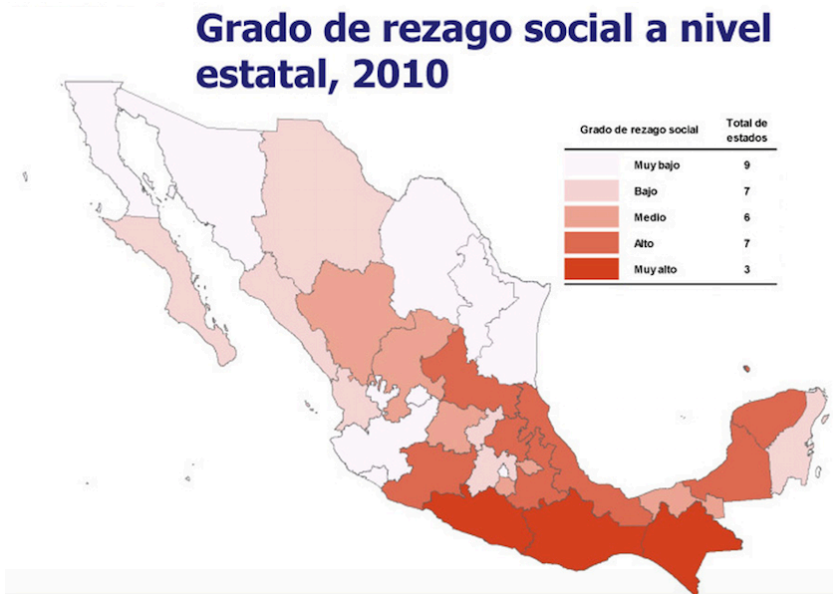 Grado de rezago social a nivel
estatal, 2010
Grado de rezago social Total de estados
Muy bajo 9
Bajo 7
Medio 6
Alto 7
Muy alto 3